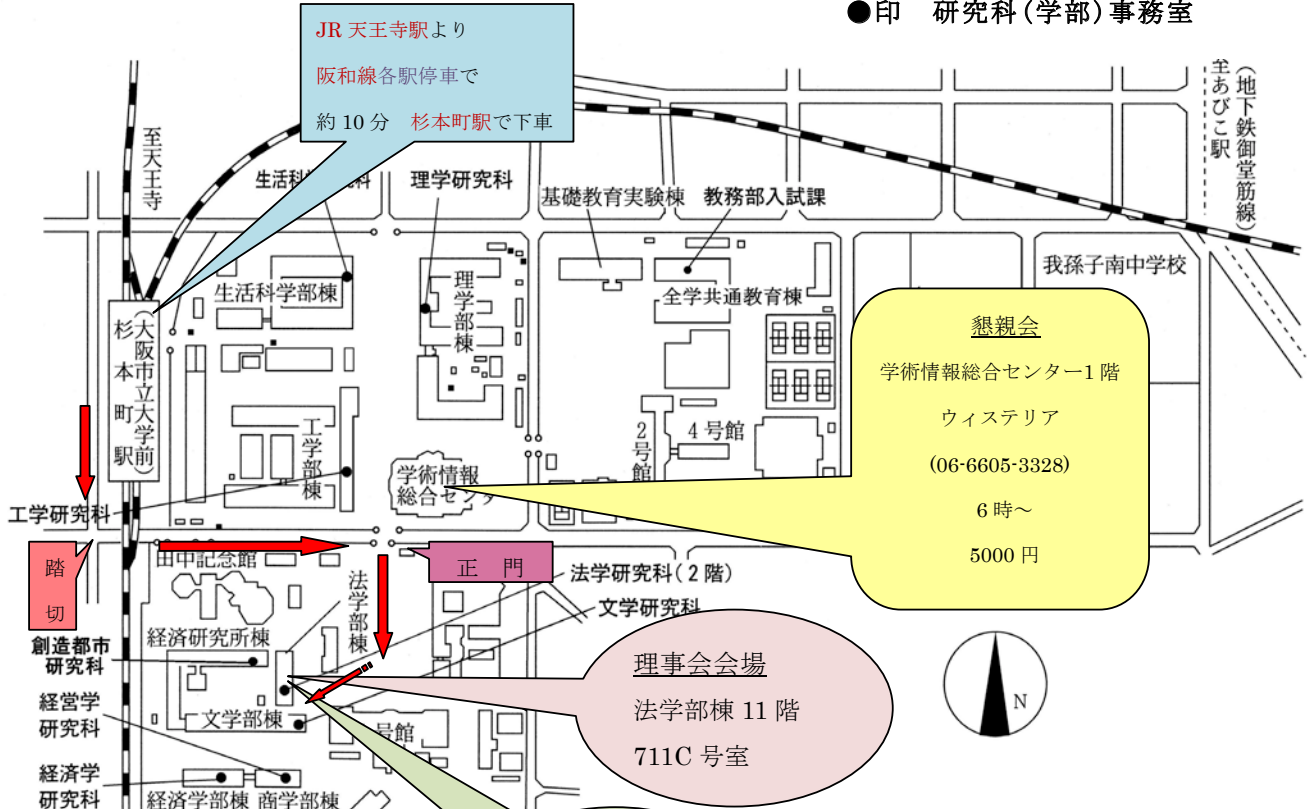 ●印 研究科(学部)事務室
JR 天王寺駅より
阪和線各駅停車で
約 10 分 杉本町駅で下車
至天王寺
(地下鉄御堂筋線)
至あびこ駅
理学研究科
基礎教育実験棟
教務部入試課
我孫子南中学校
生活科学部棟
理学部棟
全学共通教育棟
(大阪市立大学前)
杉本町駅
懇親会
学術情報総合センター1 階
ウィステリア
(06-6605-3328)
6 時～
5000 円
工学部棟
2号館
4号館
学術情報
総合センタ
工学研究科
踏
切
田中記念館
正 門
法学部棟
法学研究科(2階)
文学研究科
経済研究所棟
創造都市
研究科
理事会会場
法学部棟 11 階
711C 号室
N
経営学
研究科
文学部棟
号館
経済学
研究科
経済学部棟
商学部棟